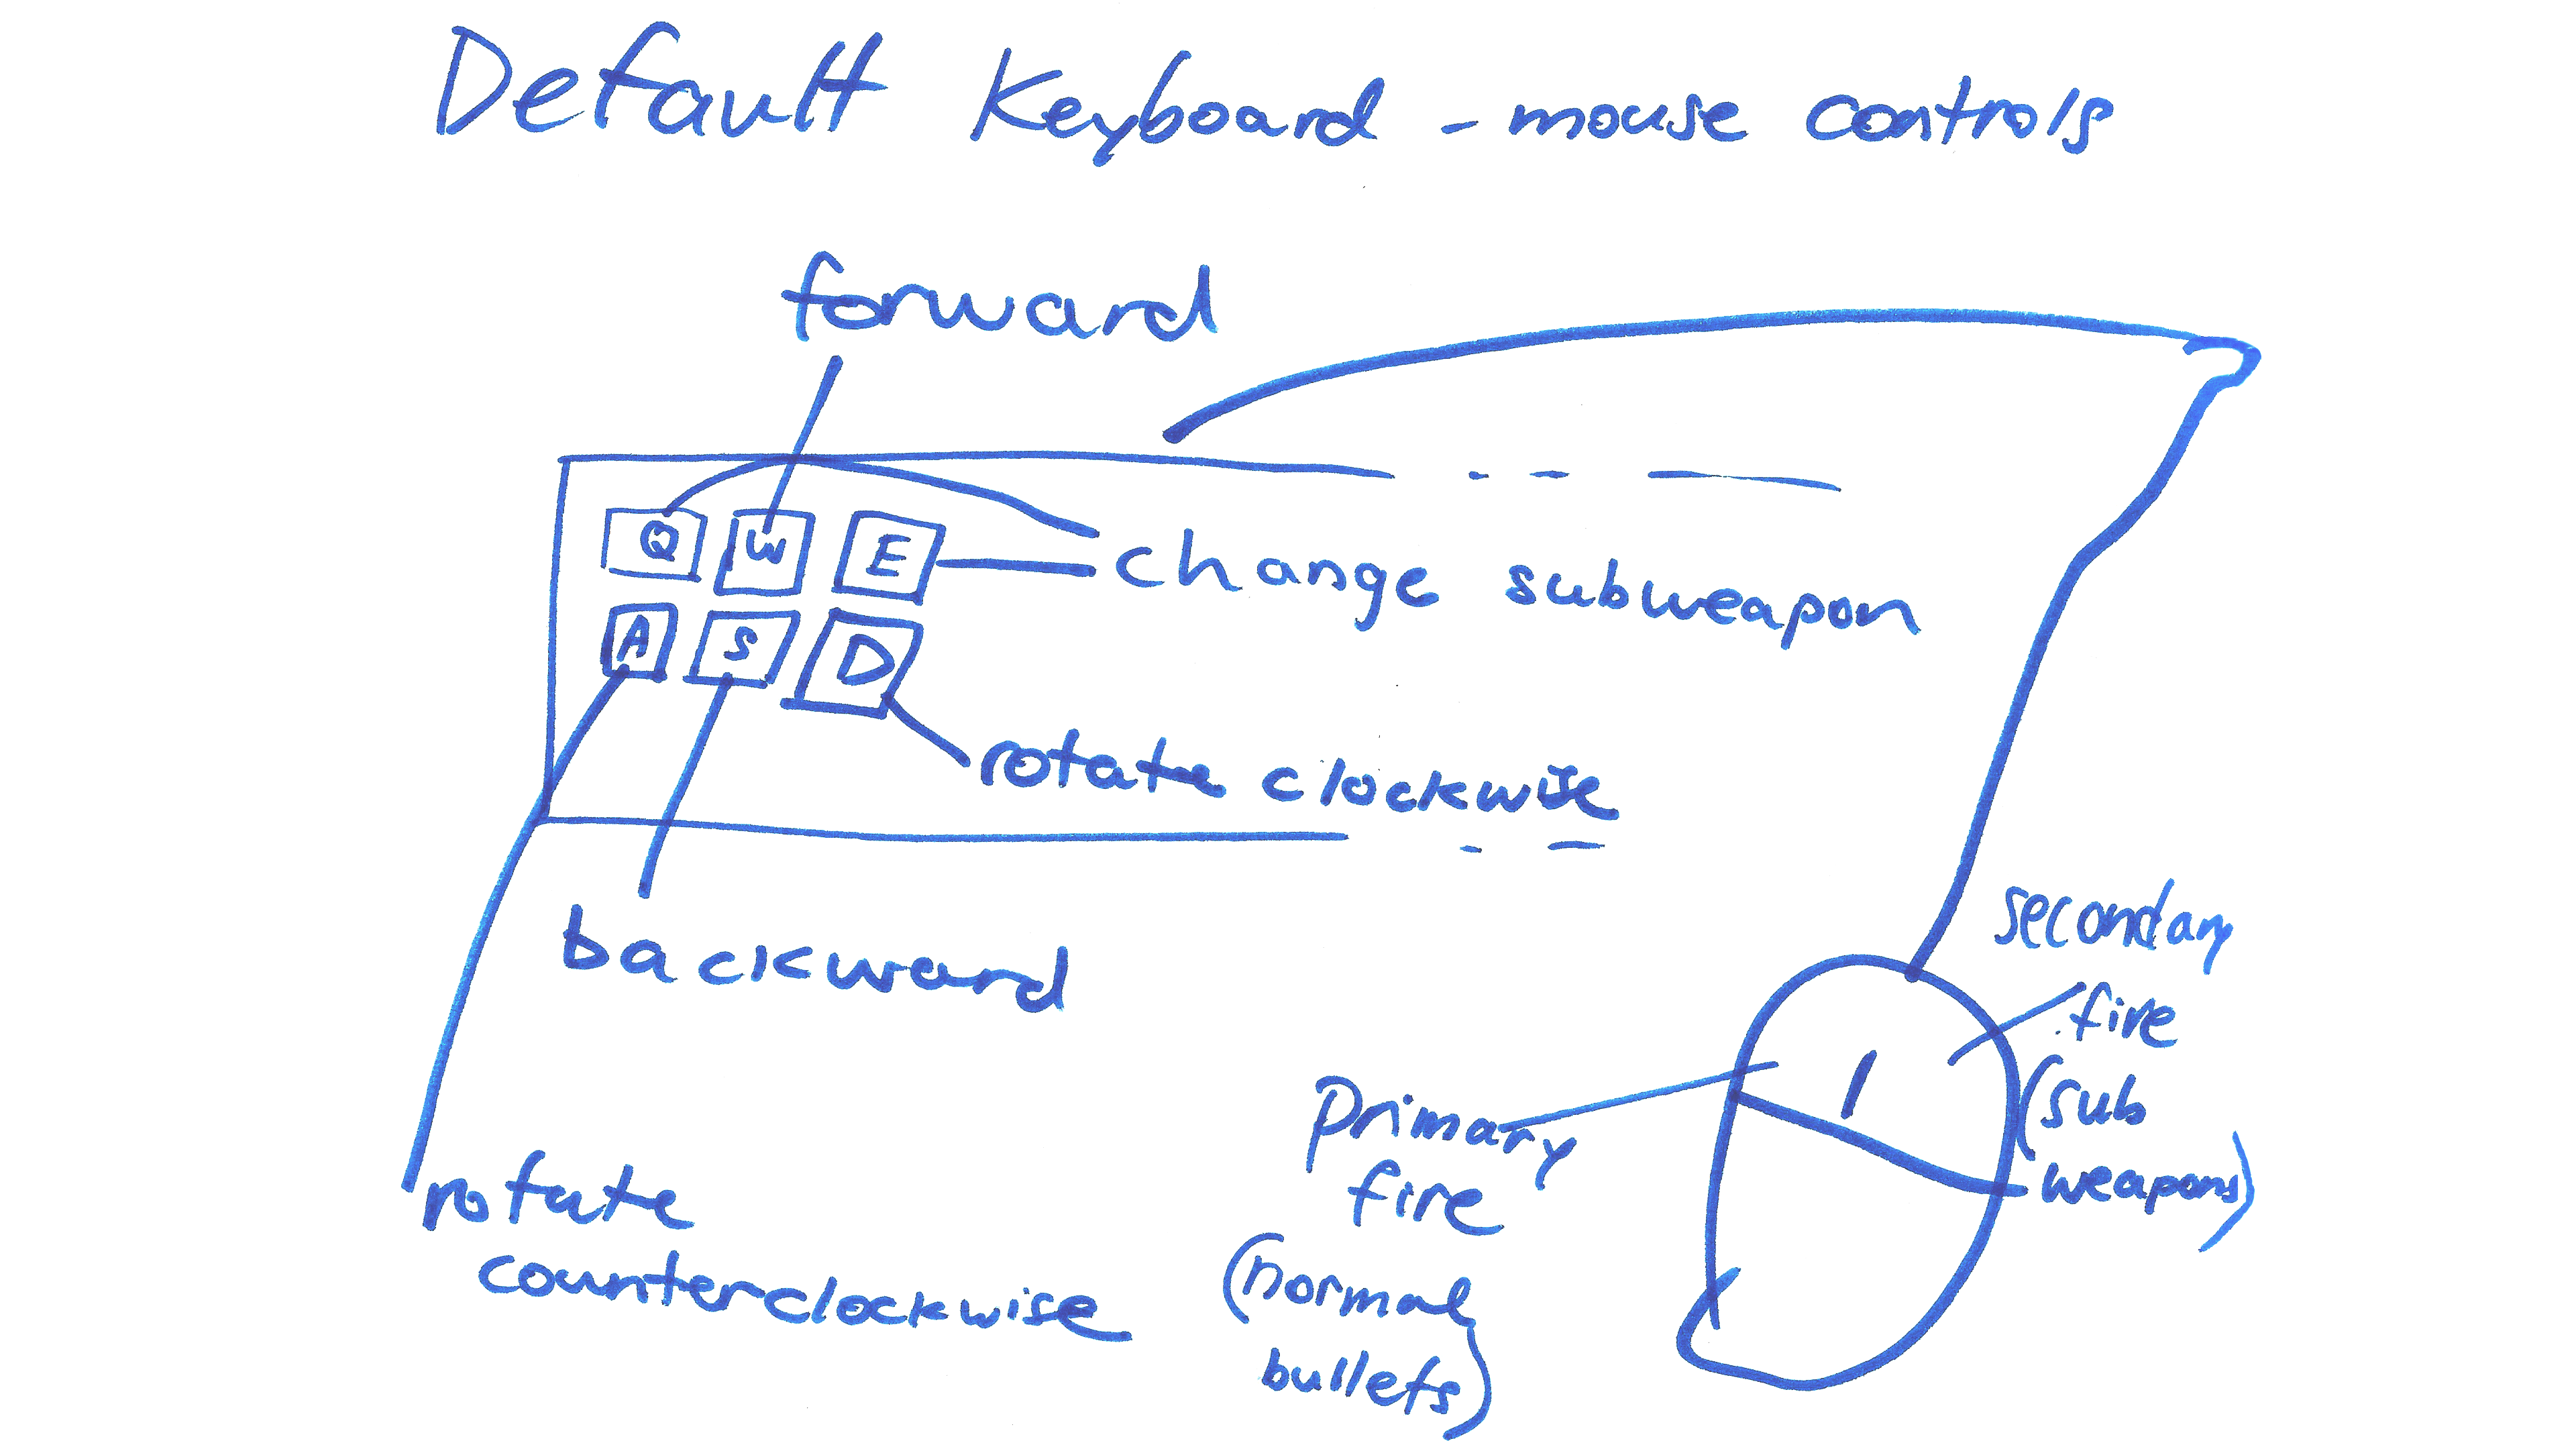 Default Keyboard - mouse controls
forward
Q W E
change subweapon
A S D
rotate clockwise
backward
rotate
counterclockwise
secondary
fire
(sub
weapons)
Primary
fire
(normal
bullets)